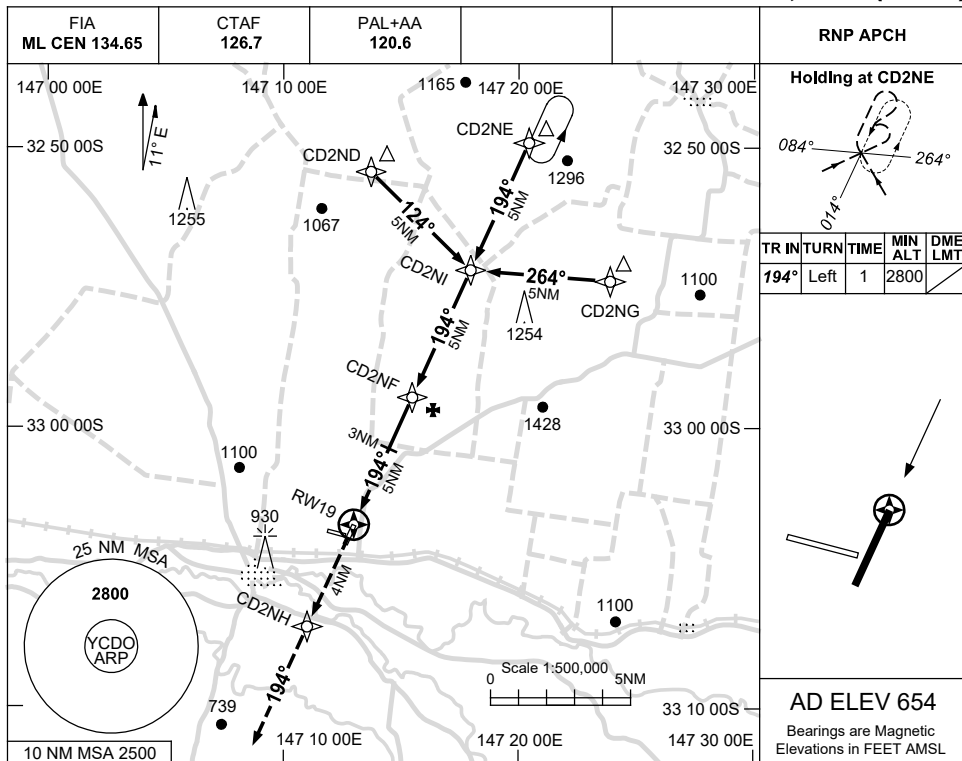 FIA
ML CEN 134.65
CTAF
126.7
PAL+AA
120.6
RNP APCH
147 00 00E
147 10 00E
1165
147 20 00E
147 30 00E
11° E
CD2NE
32 50 00S
32 50 00S
CD2ND
1296
1255
1067
194°
5NM
124°
5NM
CD2NI
264°
5NM
CD2NG
1100
1254
194°
5NM
CD2NF
33 00 00S
33 00 00S
1428
3NM
194°
5NM
1100
RW19
930
4NM
25 NM MSA
2800
YCDO
ARP
CD2NH
1100
194°
Scale 1:500,000
0
5NM
739
33 10 00S
10 NM MSA 2500
147 10 00E
147 20 00E
147 30 00E
Holding at CD2NE
084°
264°
014°
TR IN TURN TIME MIN ALT DME LMT
194° Left 1 2800
AD ELEV 654
Bearings are Magnetic
Elevations in FEET AMSL